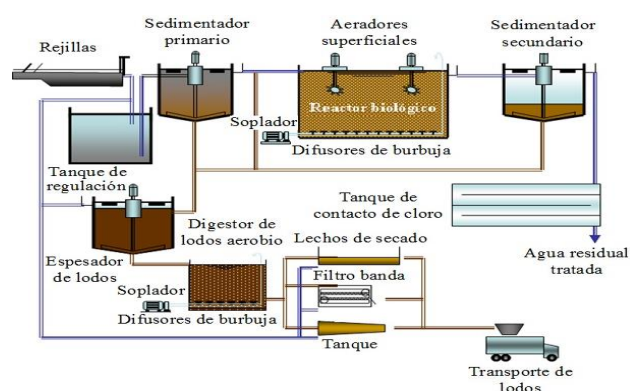 Rejillas
Sedimentador
primario
Aeradores
superficiales
Sedimentador
secundario
Reactor biológico
Soplador
Difusores de burbuja
Tanque de
regulación
Tanque de
contacto de cloro
Digestor de
lodos aerobio
Lechos de secado
Agua residual
tratada
Espesador
de lodos
Filtro banda
Soplador
Difusores de burbuja
Tanque
Transporte de
lodos